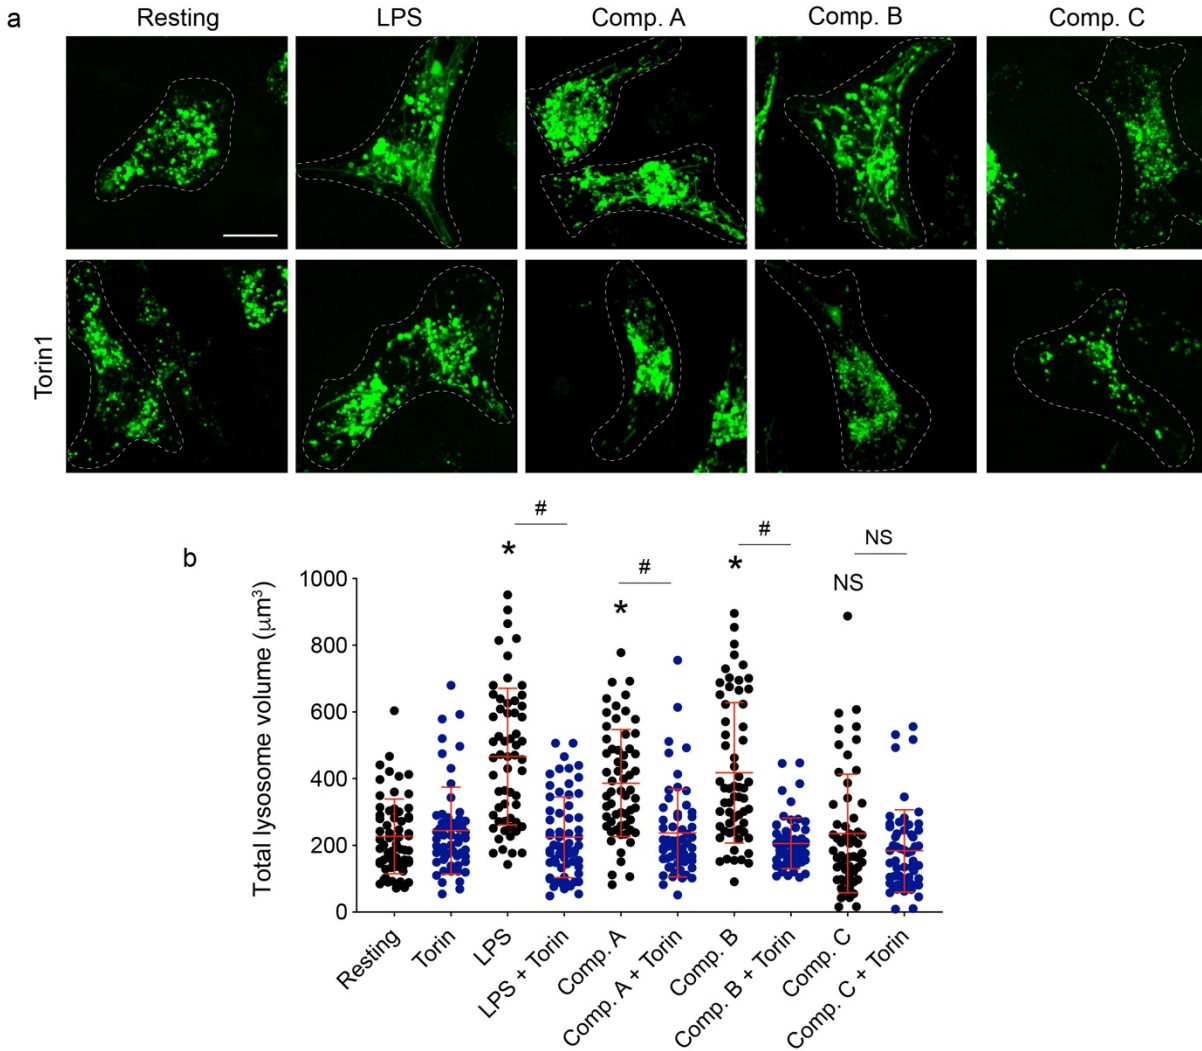 a
Resting LPS Comp. A Comp. B Comp. C
Torin1
b
# # # NS
* * * NS
Total lysosome volume (μm³)
1000
800
600
400
200
0
Resting
Torin
LPS
LPS + Torin
Comp. A
Comp. A + Torin
Comp. B
Comp. B + Torin
Comp. C
Comp. C + Torin